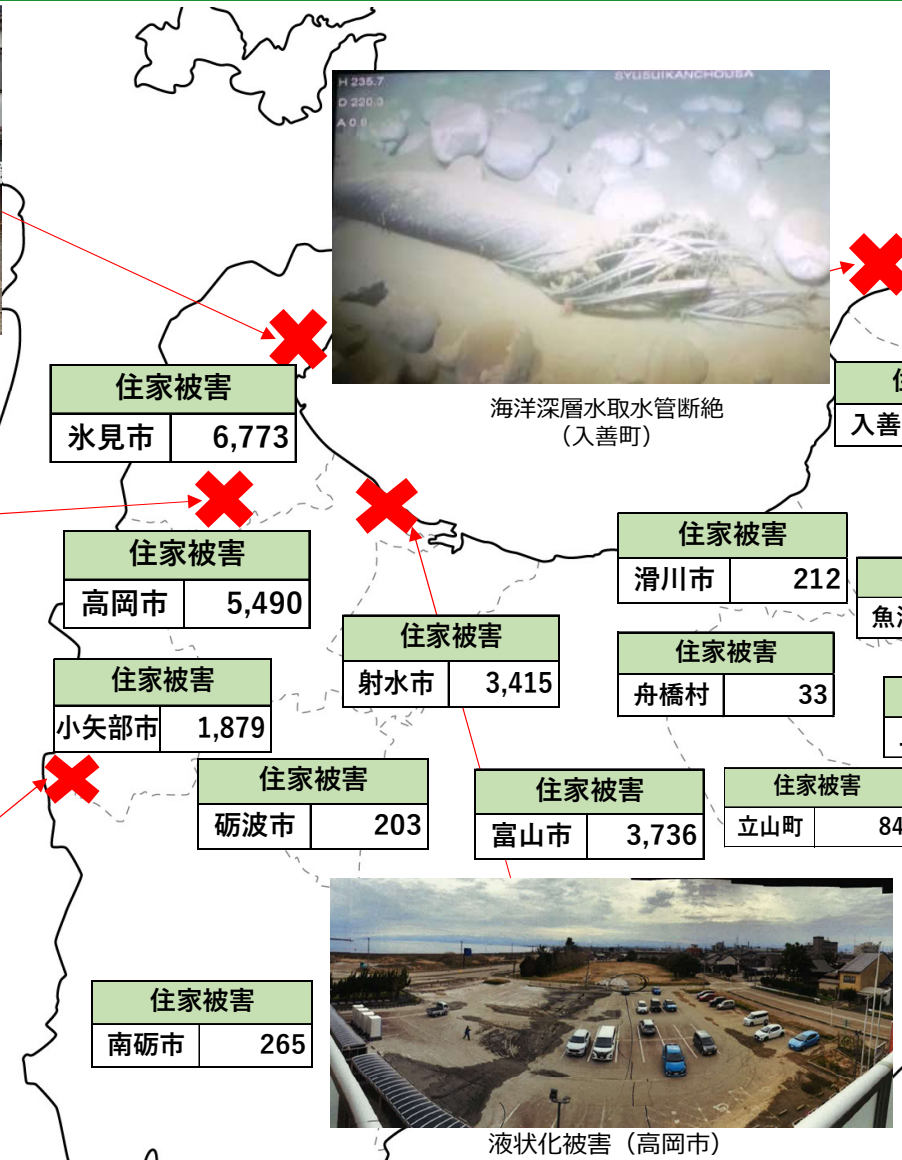 H 235.7
D 220.3
A 0.6
SYUSUIKANCHOUSA
海洋深層水取水管断絶
（入善町）
住家被害
氷見市 6,773
入善
住家被害
高岡市 5,490
住家被害
滑川市 212
住家被害
射水市 3,415
住家被害
舟橋村 33
住家被害
小矢部市 1,879
住家被害
砺波市 203
住家被害
富山市 3,736
住家被害
立山町 84
住家被害
南砺市 265
液状化被害（高岡市）